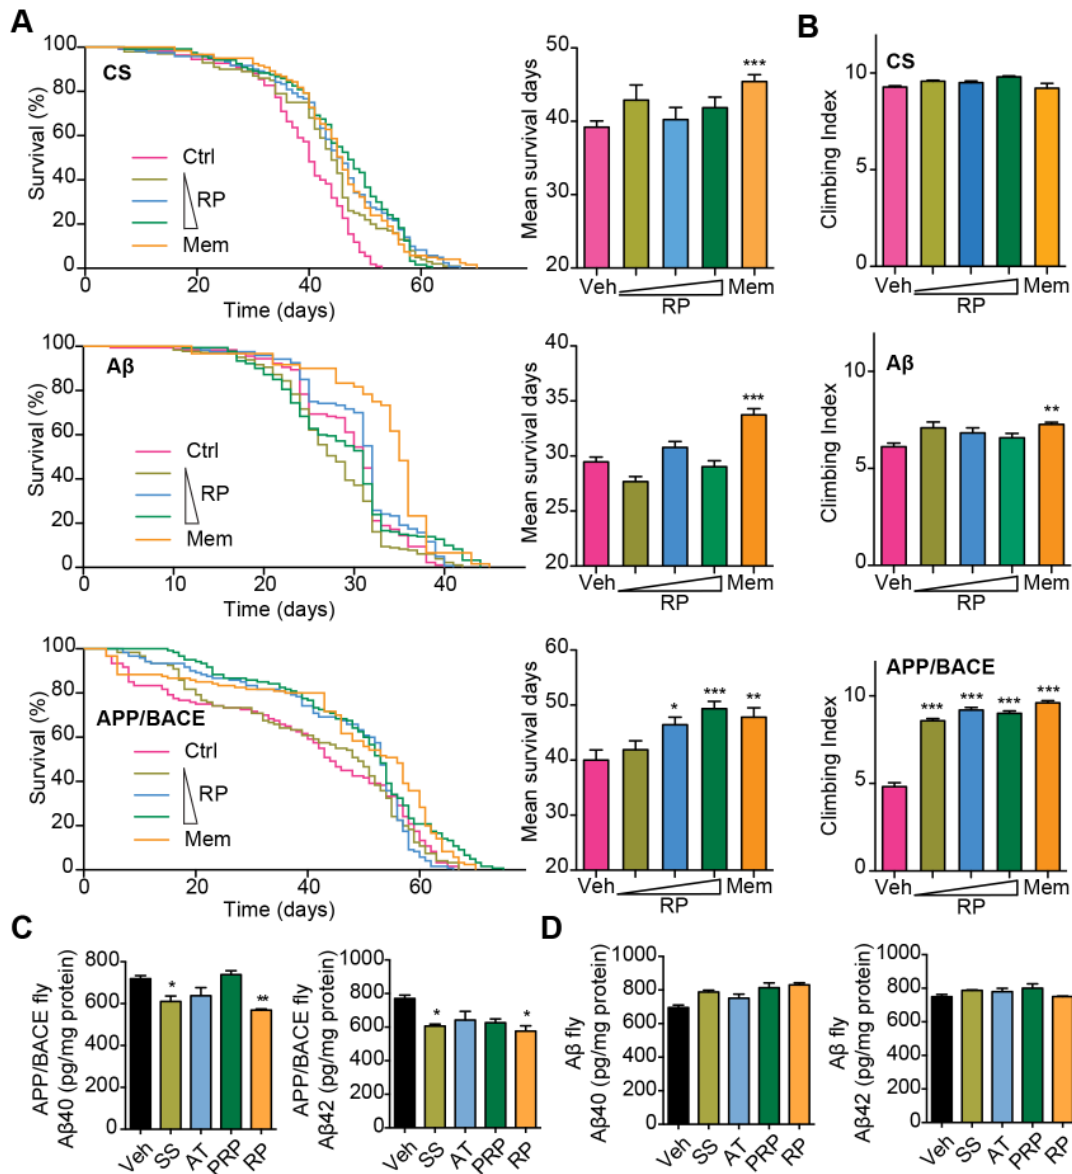 A
B
CS
Survival (%)
100
80
60
40
20
0
Ctrl
RP
Mem
0
20
40
60
Time (days)
Mean survival days
50
40
30
20
***
Veh
Mem
RP
CS
Climbing Index
10
5
0
Veh
Mem
RP
Aβ
Survival (%)
100
80
60
40
20
0
Ctrl
RP
Mem
0
10
20
30
40
Time (days)
Mean survival days
40
35
30
25
20
***
Veh
Mem
RP
Aβ
Climbing Index
10
5
0
**
Veh
Mem
RP
APP/BACE
Survival (%)
100
80
60
40
20
0
Ctrl
RP
Mem
0
20
40
60
Time (days)
Mean survival days
60
50
40
30
20
* *** **
Veh
Mem
RP
APP/BACE
Climbing Index
10
5
0
*** *** *** ***
Veh
Mem
RP
C
APP/BACE fly
Aβ40 (pg/mg protein)
800
600
400
200
0
* **
Veh SS AT PRP RP
APP/BACE fly
Aβ42 (pg/mg protein)
1000
800
600
400
200
0
* *
Veh SS AT PRP RP
D
Aβ fly
Aβ40 (pg/mg protein)
1000
800
600
400
200
0
Veh SS AT PRP RP
Aβ fly
Aβ42 (pg/mg protein)
1000
800
600
400
200
0
Veh SS AT PRP RP